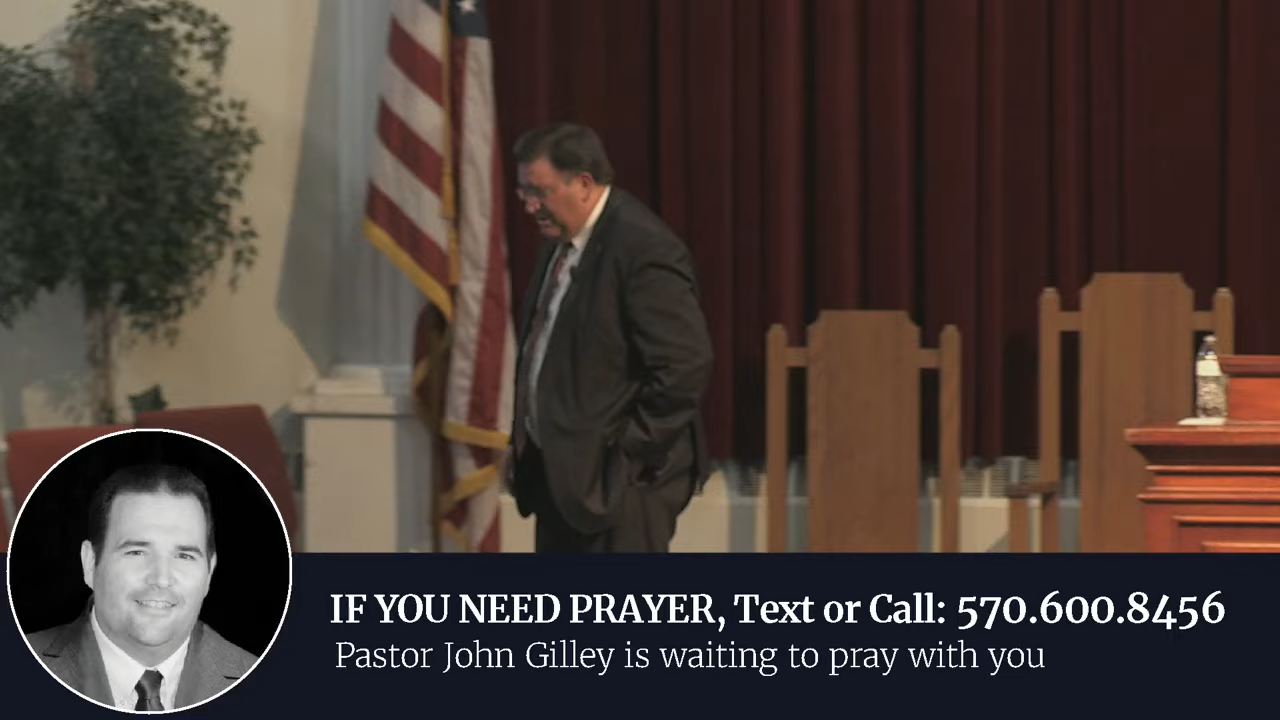 IF YOU NEED PRAYER, Text or Call: 570.600.8456
Pastor John Gilley is waiting to pray with you